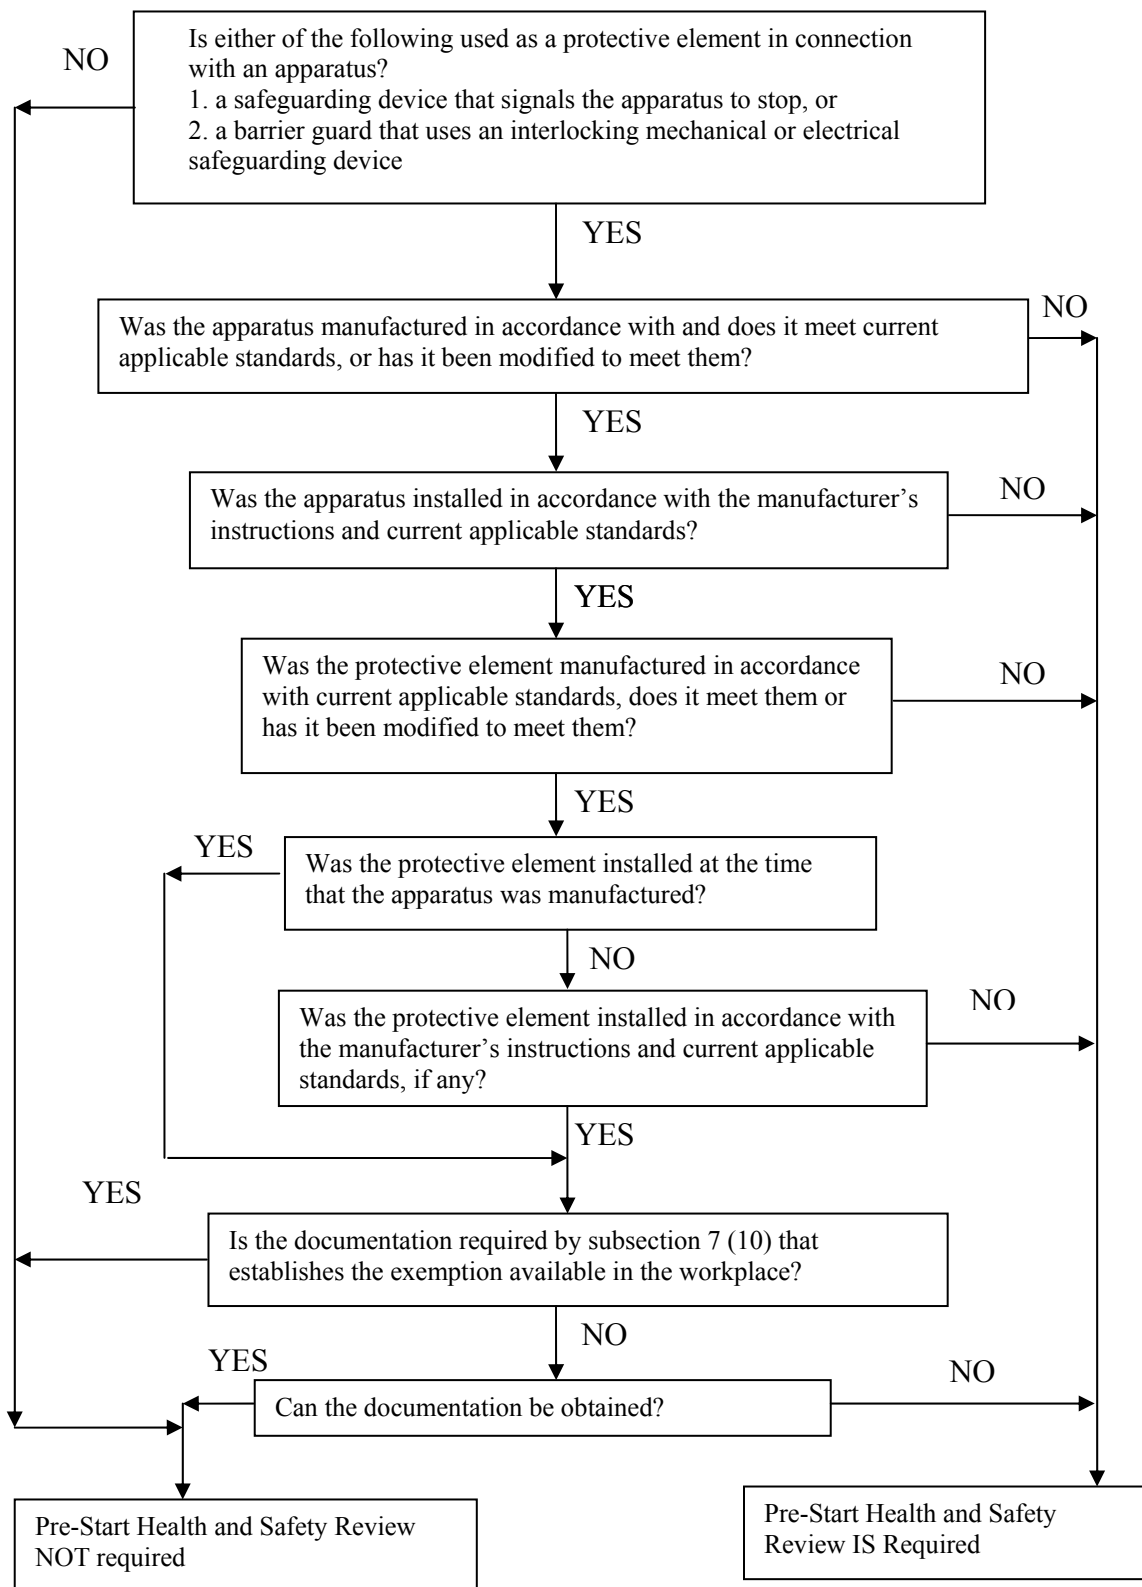 NO
Is either of the following used as a protective element in connection
with an apparatus?
1. a safeguarding device that signals the apparatus to stop, or
2. a barrier guard that uses an interlocking mechanical or electrical
safeguarding device
YES
NO
Was the apparatus manufactured in accordance with and does it meet current
applicable standards, or has it been modified to meet them?
YES
NO
Was the apparatus installed in accordance with the manufacturer’s
instructions and current applicable standards?
YES
NO
Was the protective element manufactured in accordance
with current applicable standards, does it meet them or
has it been modified to meet them?
YES
YES
Was the protective element installed at the time
that the apparatus was manufactured?
NO
NO
Was the protective element installed in accordance with
the manufacturer’s instructions and current applicable
standards, if any?
YES
YES
Is the documentation required by subsection 7 (10) that
establishes the exemption available in the workplace?
NO
YES
NO
Can the documentation be obtained?
Pre-Start Health and Safety Review
NOT required
Pre-Start Health and Safety
Review IS Required